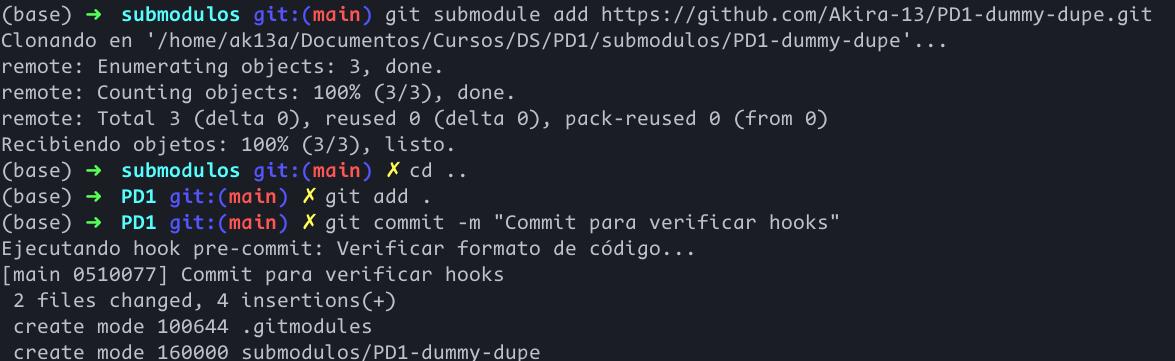 (base) ➜ submodulos git:(main) git submodule add https://github.com/Akira-13/PD1-dummy-dupe.git
Clonando en '/home/ak13a/Documentos/Cursos/DS/PD1/submodulos/PD1-dummy-dupe'...
remote: Enumerating objects: 3, done.
remote: Counting objects: 100% (3/3), done.
remote: Total 3 (delta 0), reused 0 (delta 0), pack-reused 0 (from 0)
Recibiendo objetos: 100% (3/3), listo.
(base) ➜ submodulos git:(main) ✗ cd ..
(base) ➜ PD1 git:(main) ✗ git add .
(base) ➜ PD1 git:(main) ✗ git commit -m "Commit para verificar hooks"
Ejecutando hook pre-commit: Verificar formato de código...
[main 0510077] Commit para verificar hooks
 2 files changed, 4 insertions(+)
 create mode 100644 .gitmodules
 create mode 160000 submodulos/PD1-dummy-dupe